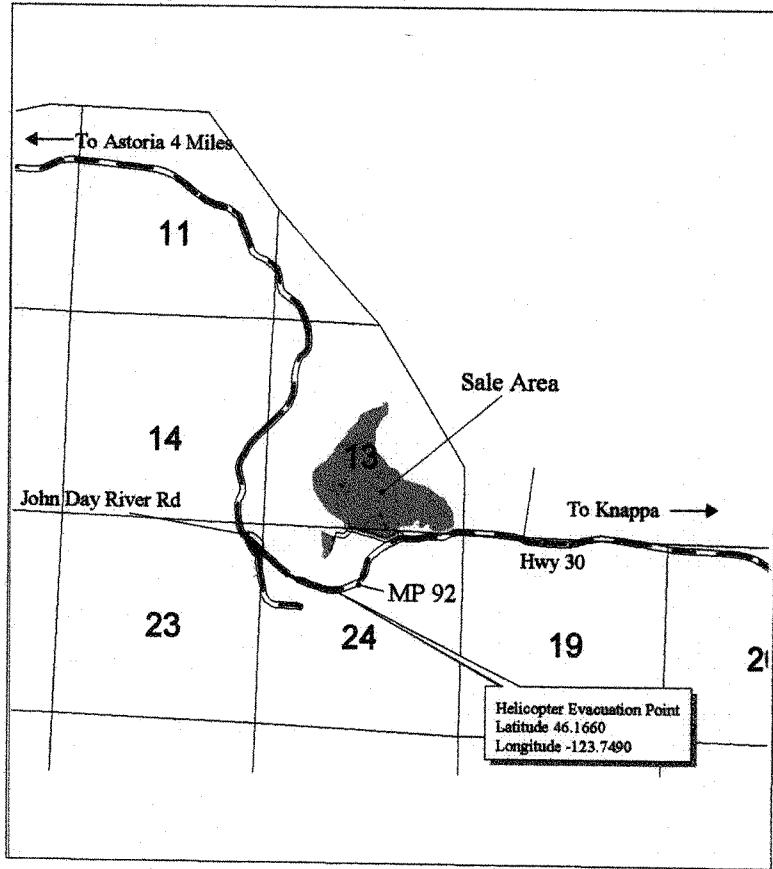 To Astoria 4 Miles
11
Sale Area
14
13
John Day River Rd
To Knappa
Hwy 30
MP 92
23
24
19
Helicopter Evacuation Point
Latitude 46.1660
Longitude -123.7490